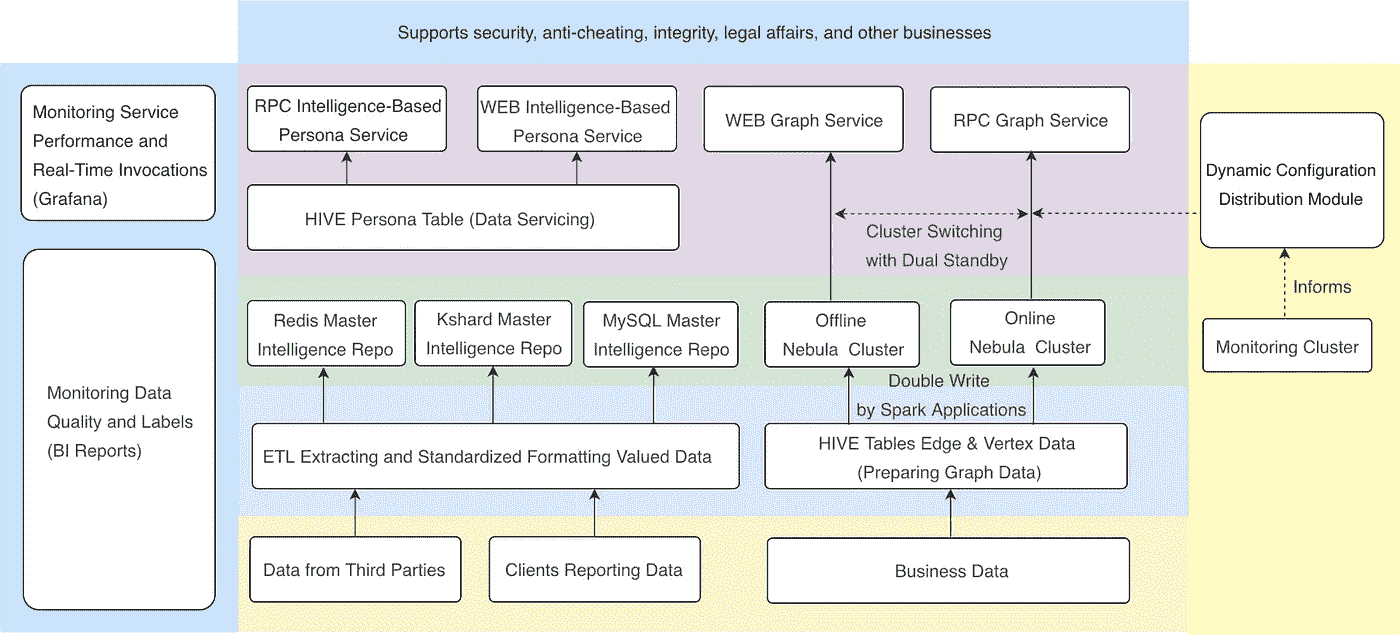 Supports security, anti-cheating, integrity, legal affairs, and other businesses
Monitoring Service
Performance and
Real-Time Invocations
(Grafana)
Monitoring Data
Quality and Labels
(BI Reports)
RPC Intelligence-Based
Persona Service
WEB Intelligence-Based
Persona Service
WEB Graph Service
RPC Graph Service
HIVE Persona Table (Data Servicing)
Cluster Switching
with Dual Standby
Redis Master
Intelligence Repo
Kshard Master
Intelligence Repo
MySQL Master
Intelligence Repo
Offline
Nebula Cluster
Online
Nebula Cluster
Double Write
by Spark Applications
ETL Extracting and Standardized Formatting Valued Data
HIVE Tables Edge & Vertex Data
(Preparing Graph Data)
Data from Third Parties
Clients Reporting Data
Business Data
Dynamic Configuration
Distribution Module
Informs
Monitoring Cluster